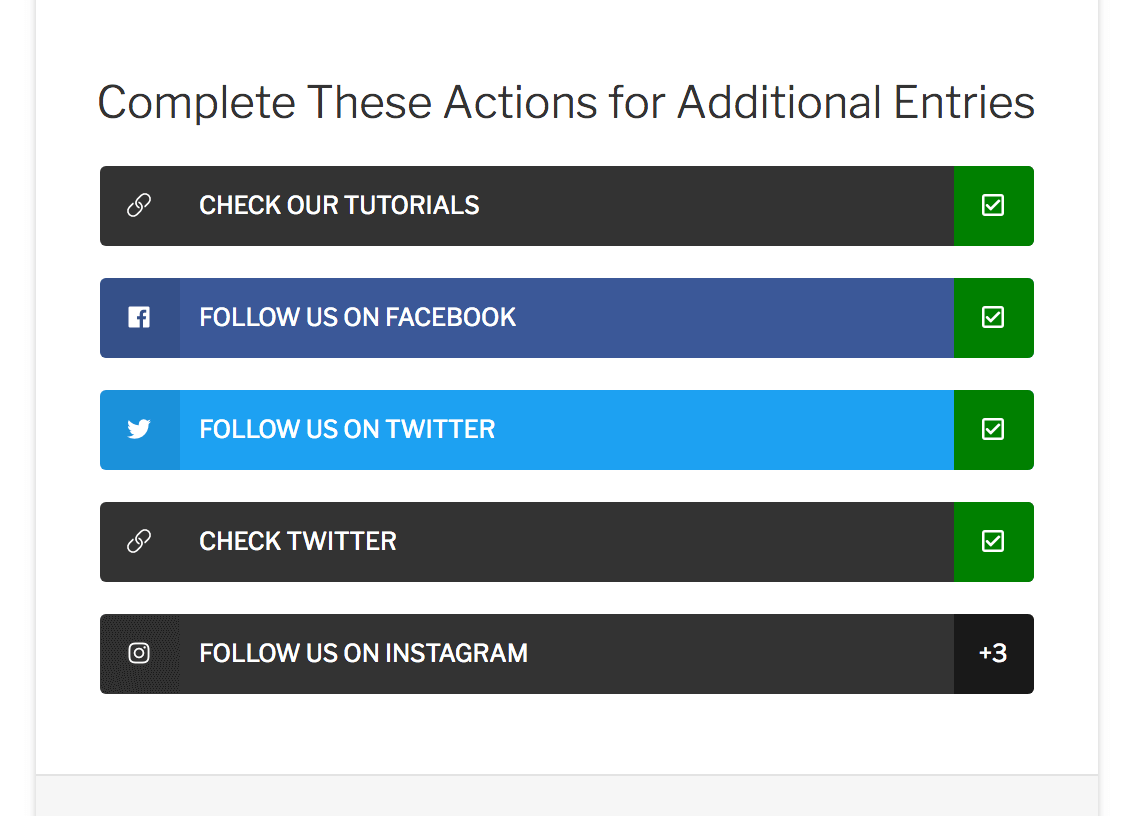 Complete These Actions for Additional Entries
CHECK OUR TUTORIALS
FOLLOW US ON FACEBOOK
FOLLOW US ON TWITTER
CHECK TWITTER
FOLLOW US ON INSTAGRAM +3